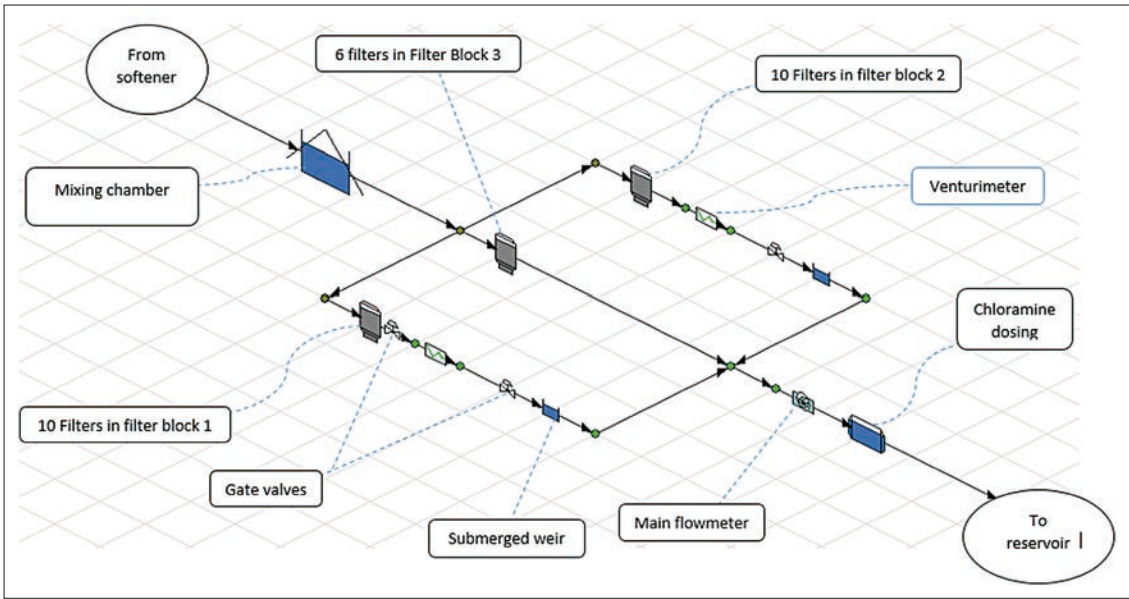 From
softener
6 filters in Filter Block 3
10 Filters in filter block 2
Mixing chamber
Venturimeter
Chloramine
dosing
10 Filters in filter block 1
Gate valves
Submerged weir
Main flowmeter
To
reservoir